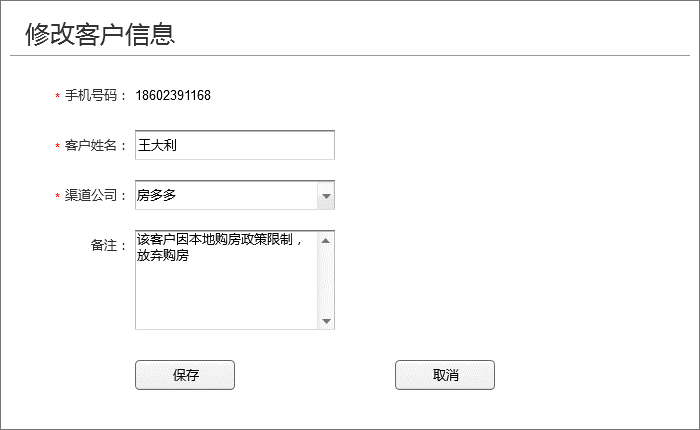 修改客户信息
* 手机号码： 18602391168
* 客户姓名： 王大利
* 渠道公司： 房多多
备注： 该客户因本地购房政策限制，
放弃购房
保存 取消